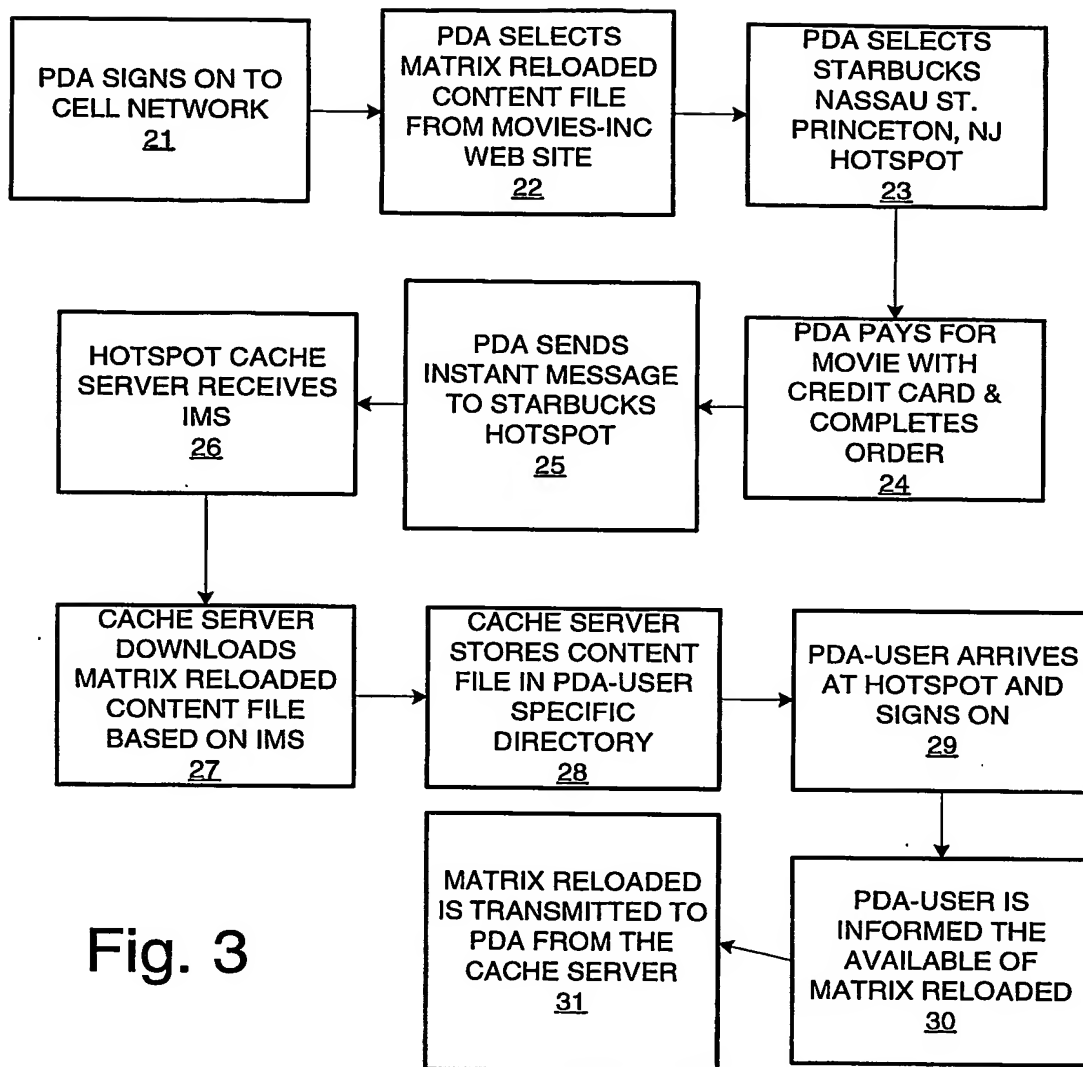 PDA SIGNS ON TO
CELL NETWORK
21
PDA SELECTS
MATRIX RELOADED
CONTENT FILE
FROM MOVIES-INC
WEB SITE
22
PDA SELECTS
STARBUCKS
NASSAU ST.
PRINCETON, NJ
HOTSPOT
23
PDA PAYS FOR
MOVIE WITH
CREDIT CARD &
COMPLETES
ORDER
24
PDA SENDS
INSTANT MESSAGE
TO STARBUCKS
HOTSPOT
25
HOTSPOT CACHE
SERVER RECEIVES
IMS
26
CACHE SERVER
DOWNLOADS
MATRIX RELOADED
CONTENT FILE
BASED ON IMS
27
CACHE SERVER
STORES CONTENT
FILE IN PDA-USER
SPECIFIC
DIRECTORY
28
PDA-USER ARRIVES
AT HOTSPOT AND
SIGNS ON
29
PDA-USER IS
INFORMED THE
AVAILABLE OF
MATRIX RELOADED
30
MATRIX RELOADED
IS TRANSMITTED TO
PDA FROM THE
CACHE SERVER
31
Fig. 3